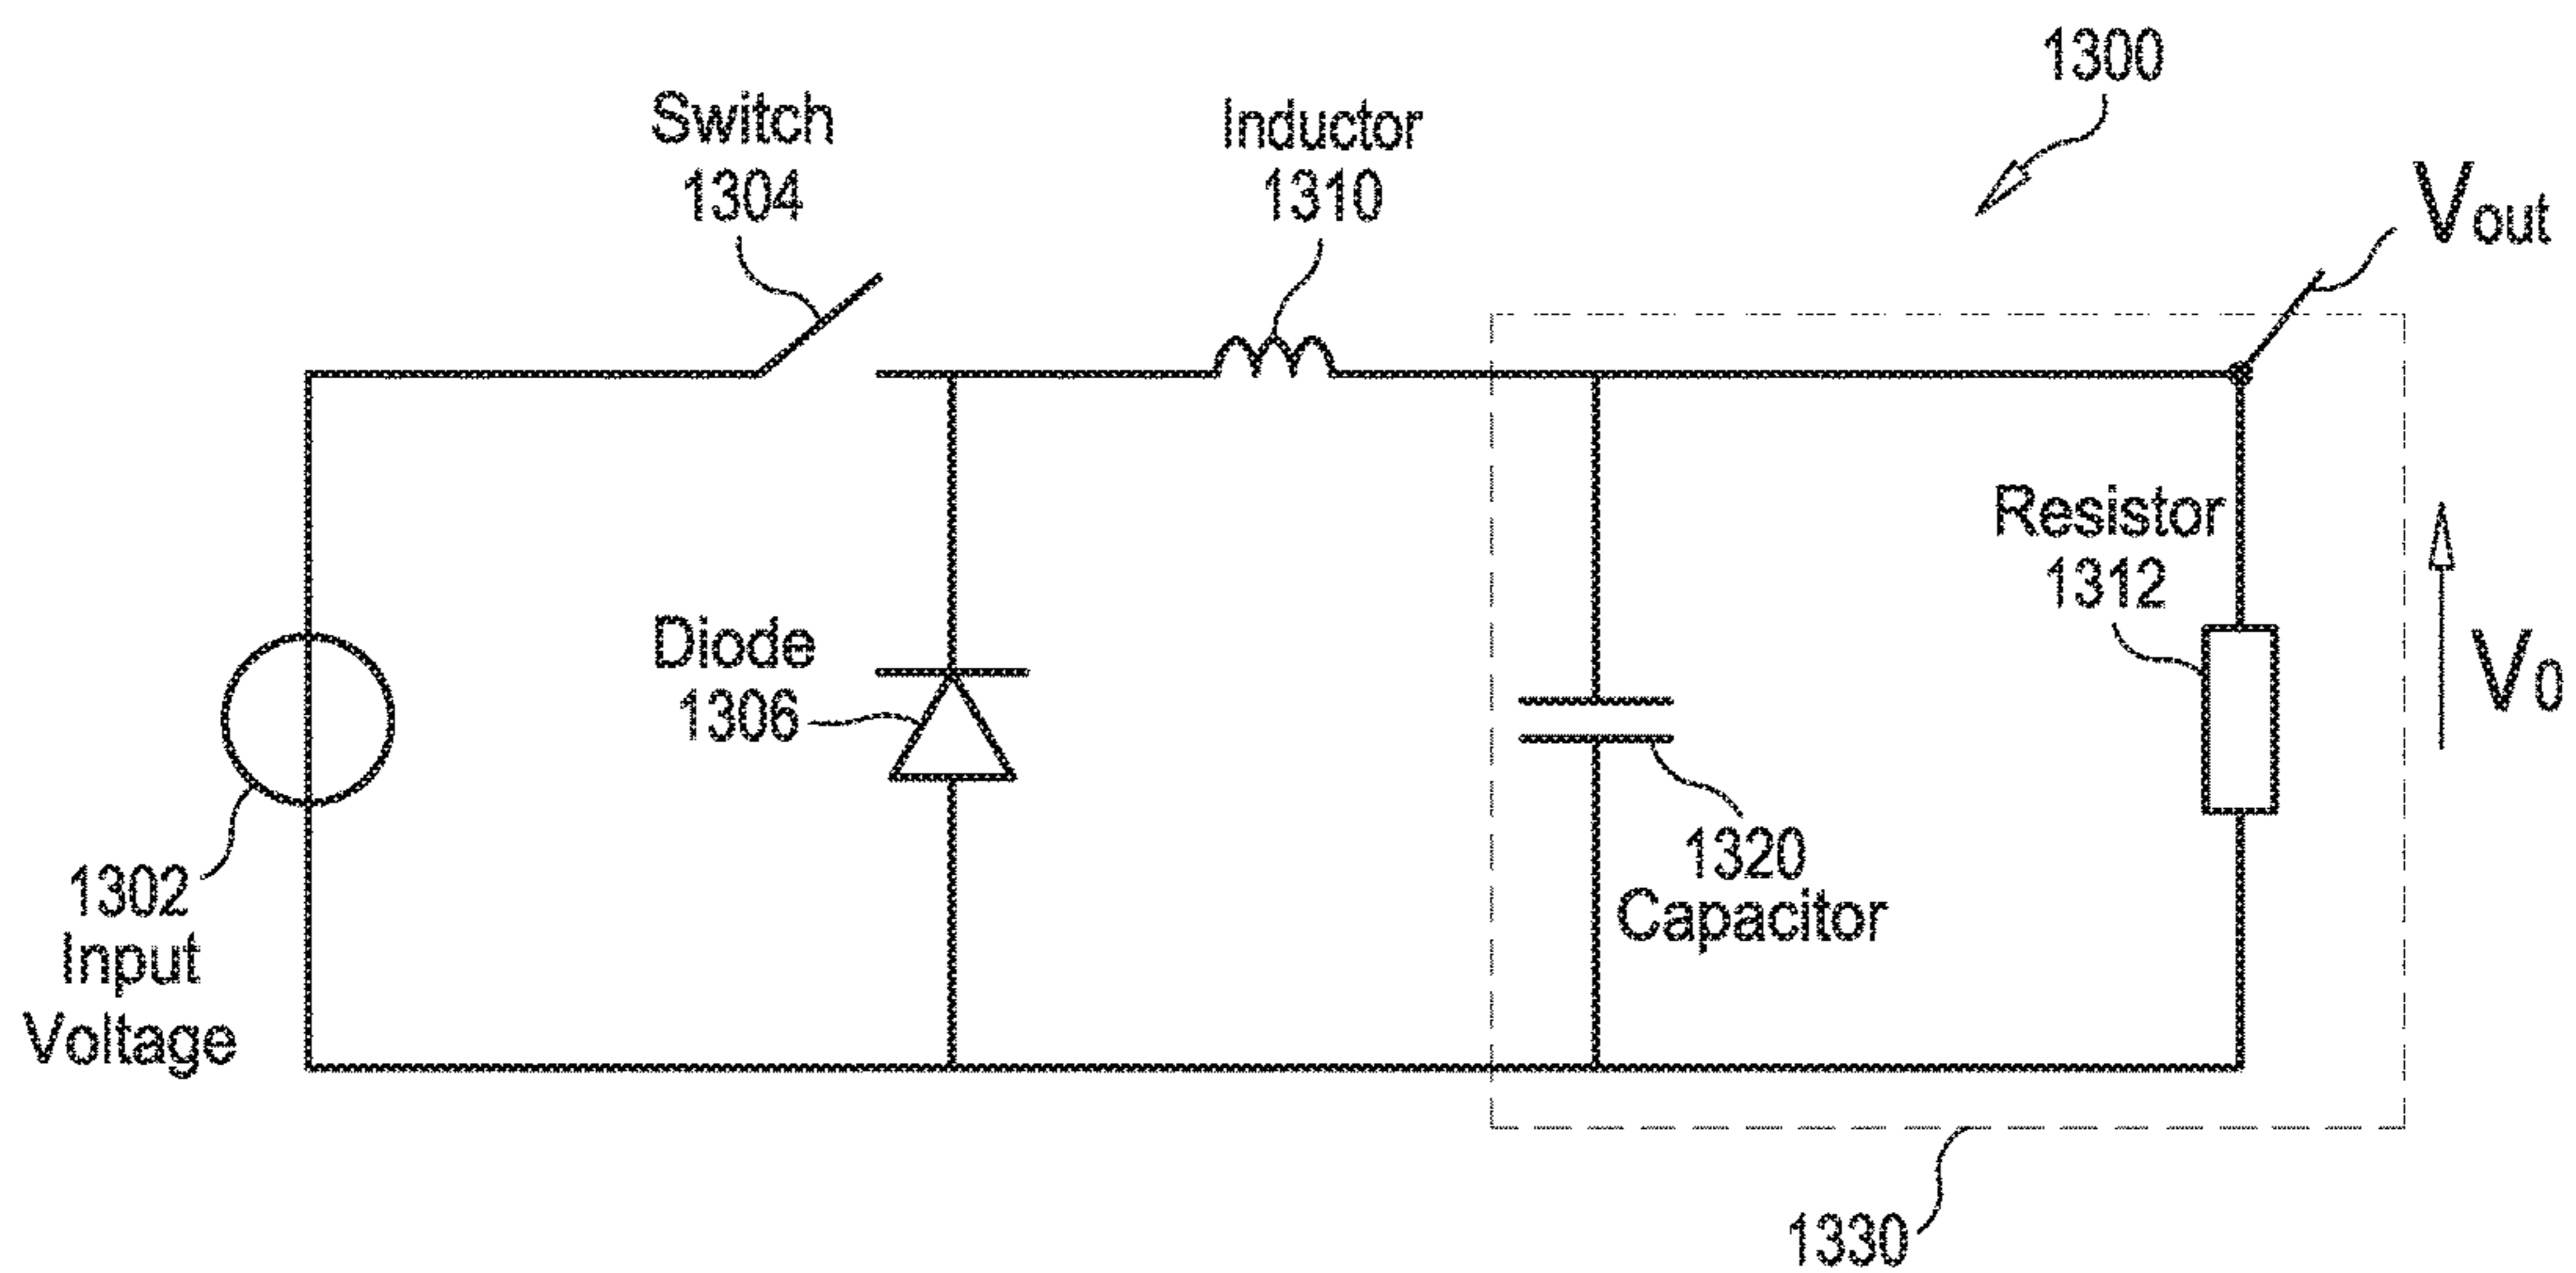 1300
Switch
1304
Inductor
1310
Vout
Resistor
1312
Diode
1306
V0
1320
Capacitor
1302
Input
Voltage
1330